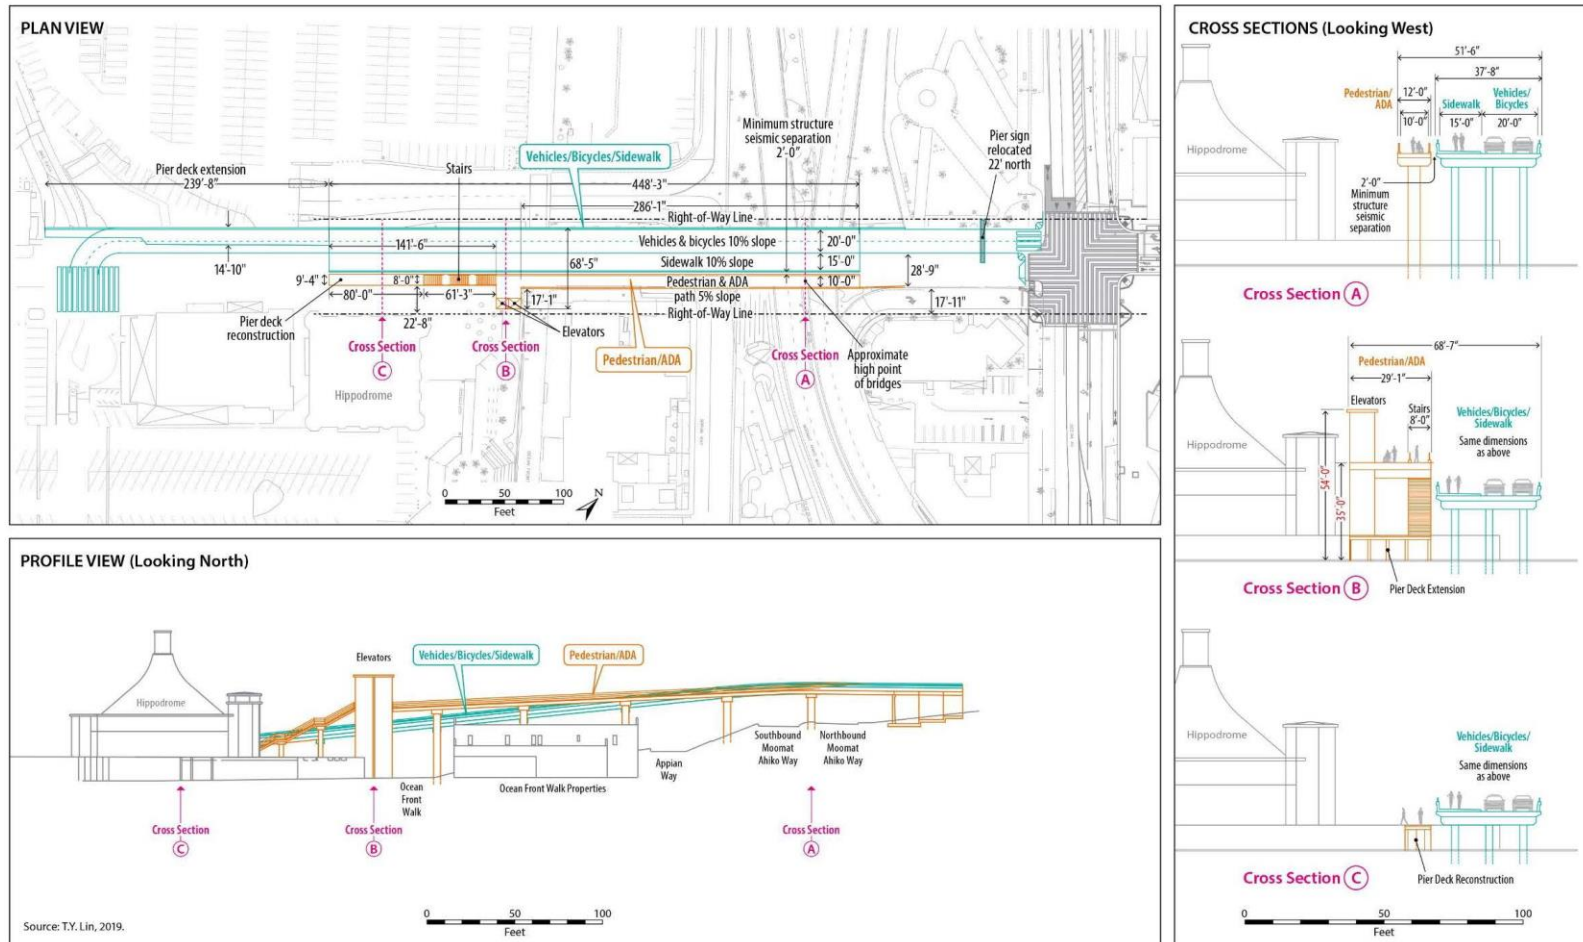 PLAN VIEW
Pier deck extension
239'-8"
Stairs
Vehicles/Bicycles/Sidewalk
Minimum structure
seismic separation
2'-0"
Pier sign
relocated
22' north
448'-3"
286'-1"
Right-of-Way Line
141'-6"
Vehicles & bicycles 10% slope
20'-0"
68'-5"
Sidewalk 10% slope
15'-0"
28'-9"
14'-10"
9'-4"
8'-0"
Pedestrian & ADA
path 5% slope
10'-0"
80'-0"
61'-3"
17'-1"
17'-11"
22'-8"
Right-of-Way Line
Pier deck
reconstruction
Elevators
Cross Section
C
Cross Section
B
Pedestrian/ADA
Cross Section
A
Approximate
high point
of bridges
Hippodrome
0 50 100
Feet
N
PROFILE VIEW (Looking North)
Elevators
Vehicles/Bicycles/Sidewalk
Pedestrian/ADA
Hippodrome
Ocean
Front
Walk
Ocean Front Walk Properties
Appian
Way
Southbound
Moomat
Ahiko Way
Northbound
Moomat
Ahiko Way
Cross Section
C
Cross Section
B
Cross Section
A
Source: T.Y. Lin, 2019.
0 50 100
Feet
CROSS SECTIONS (Looking West)
51'-6"
37'-8"
Pedestrian/
ADA
12'-0"
10'-0"
Sidewalk
15'-0"
Vehicles/
Bicycles
20'-0"
Hippodrome
2'-0"
Minimum
structure
seismic
separation
Cross Section A
68'-7"
Pedestrian/ADA
29'-1"
Elevators
Stairs
8'-0"
Vehicles/Bicycles/
Sidewalk
Same dimensions
as above
Hippodrome
54'-0"
35'-0"
Cross Section B
Pier Deck Extension
Hippodrome
Vehicles/Bicycles/
Sidewalk
Same dimensions
as above
Cross Section C
Pier Deck Reconstruction
0 50 100
Feet